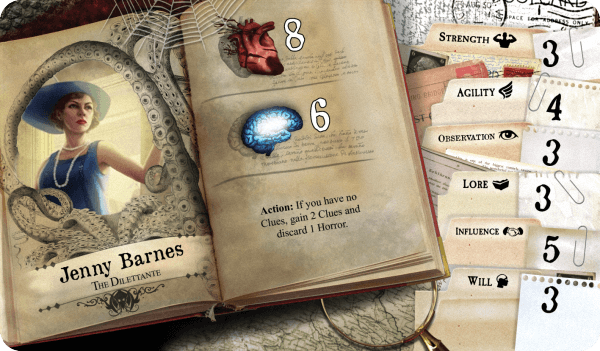 8
6
Action: If you have no
Clues, gain 2 Clues and
discard 1 Horror.
Jenny Barnes
The Dilettante
Strength 3
Agility 4
Observation 3
Lore 3
Influence 5
Will 3